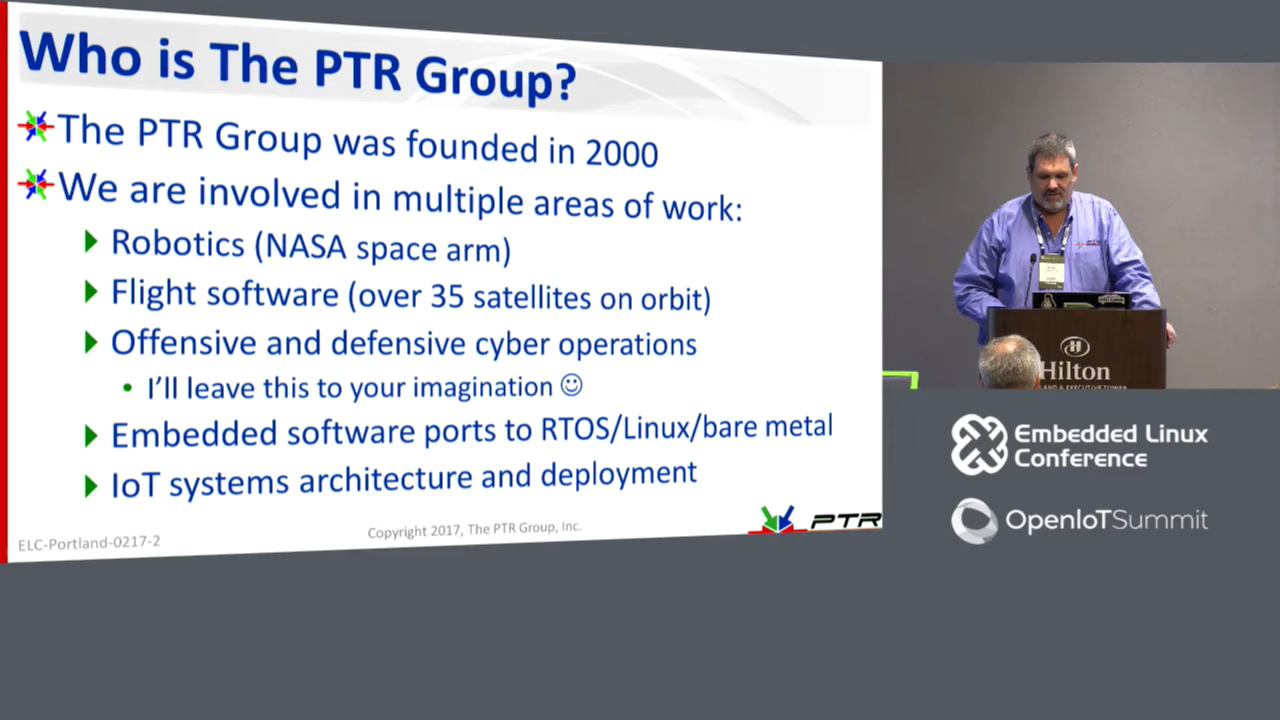 Who is The PTR Group?
The PTR Group was founded in 2000
We are involved in multiple areas of work:
Robotics (NASA space arm)
Flight software (over 35 satellites on orbit)
Offensive and defensive cyber operations
I'll leave this to your imagination ☺
Embedded software ports to RTOS/Linux/bare metal
IoT systems architecture and deployment
ELC-Portland-0217-2
Copyright 2017, The PTR Group, Inc.
PTR
Hilton
& EXECUTIVE TOWER
Embedded Linux
Conference
OpenIoTSummit